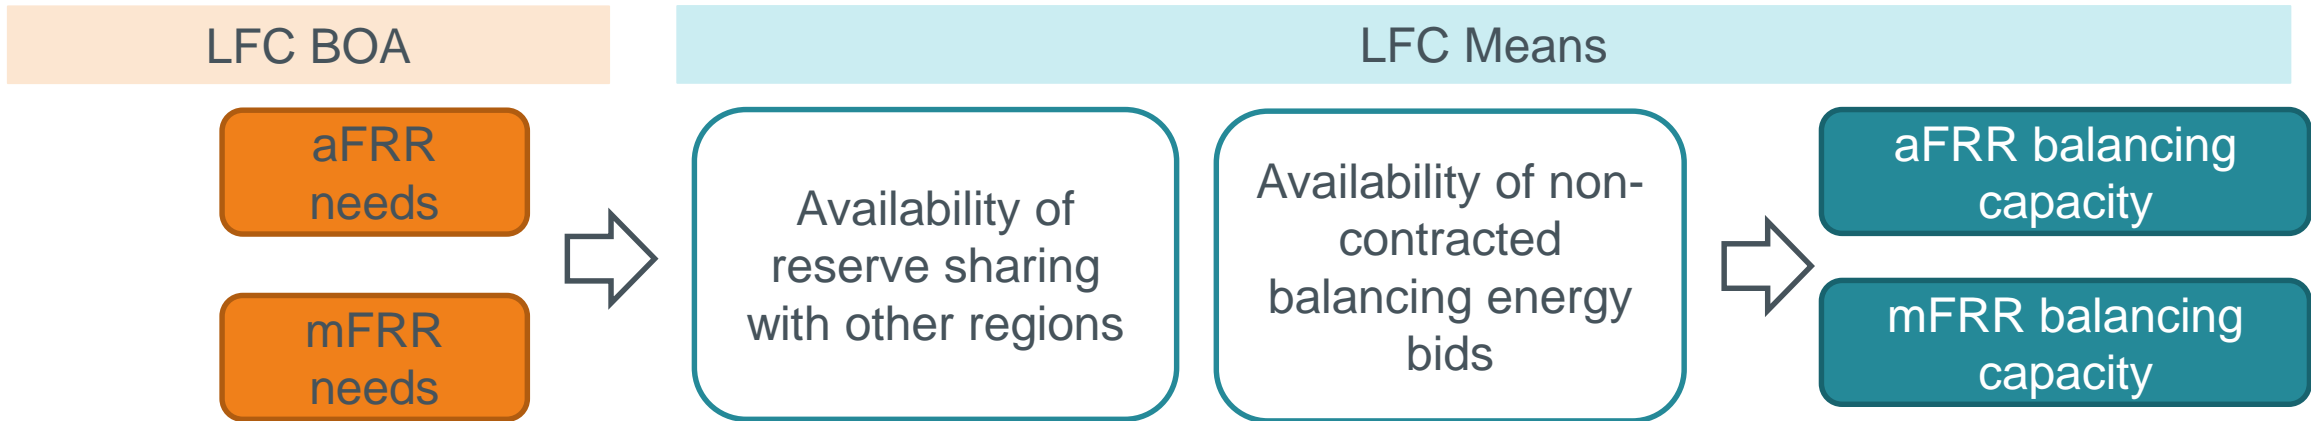 LFC BOA
LFC Means
aFRR
needs
mFRR
needs
Availability of
reserve sharing
with other regions
Availability of non-
contracted
balancing energy
bids
aFRR balancing
capacity
mFRR balancing
capacity